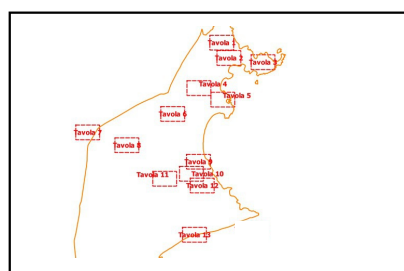 Tavola 1
Tavola 2
Tavola 3
Tavola 4
Tavola 5
Tavola 6
Tavola 7
Tavola 8
Tavola 9
Tavola 10
Tavola 11
Tavola 12
Tavola 13